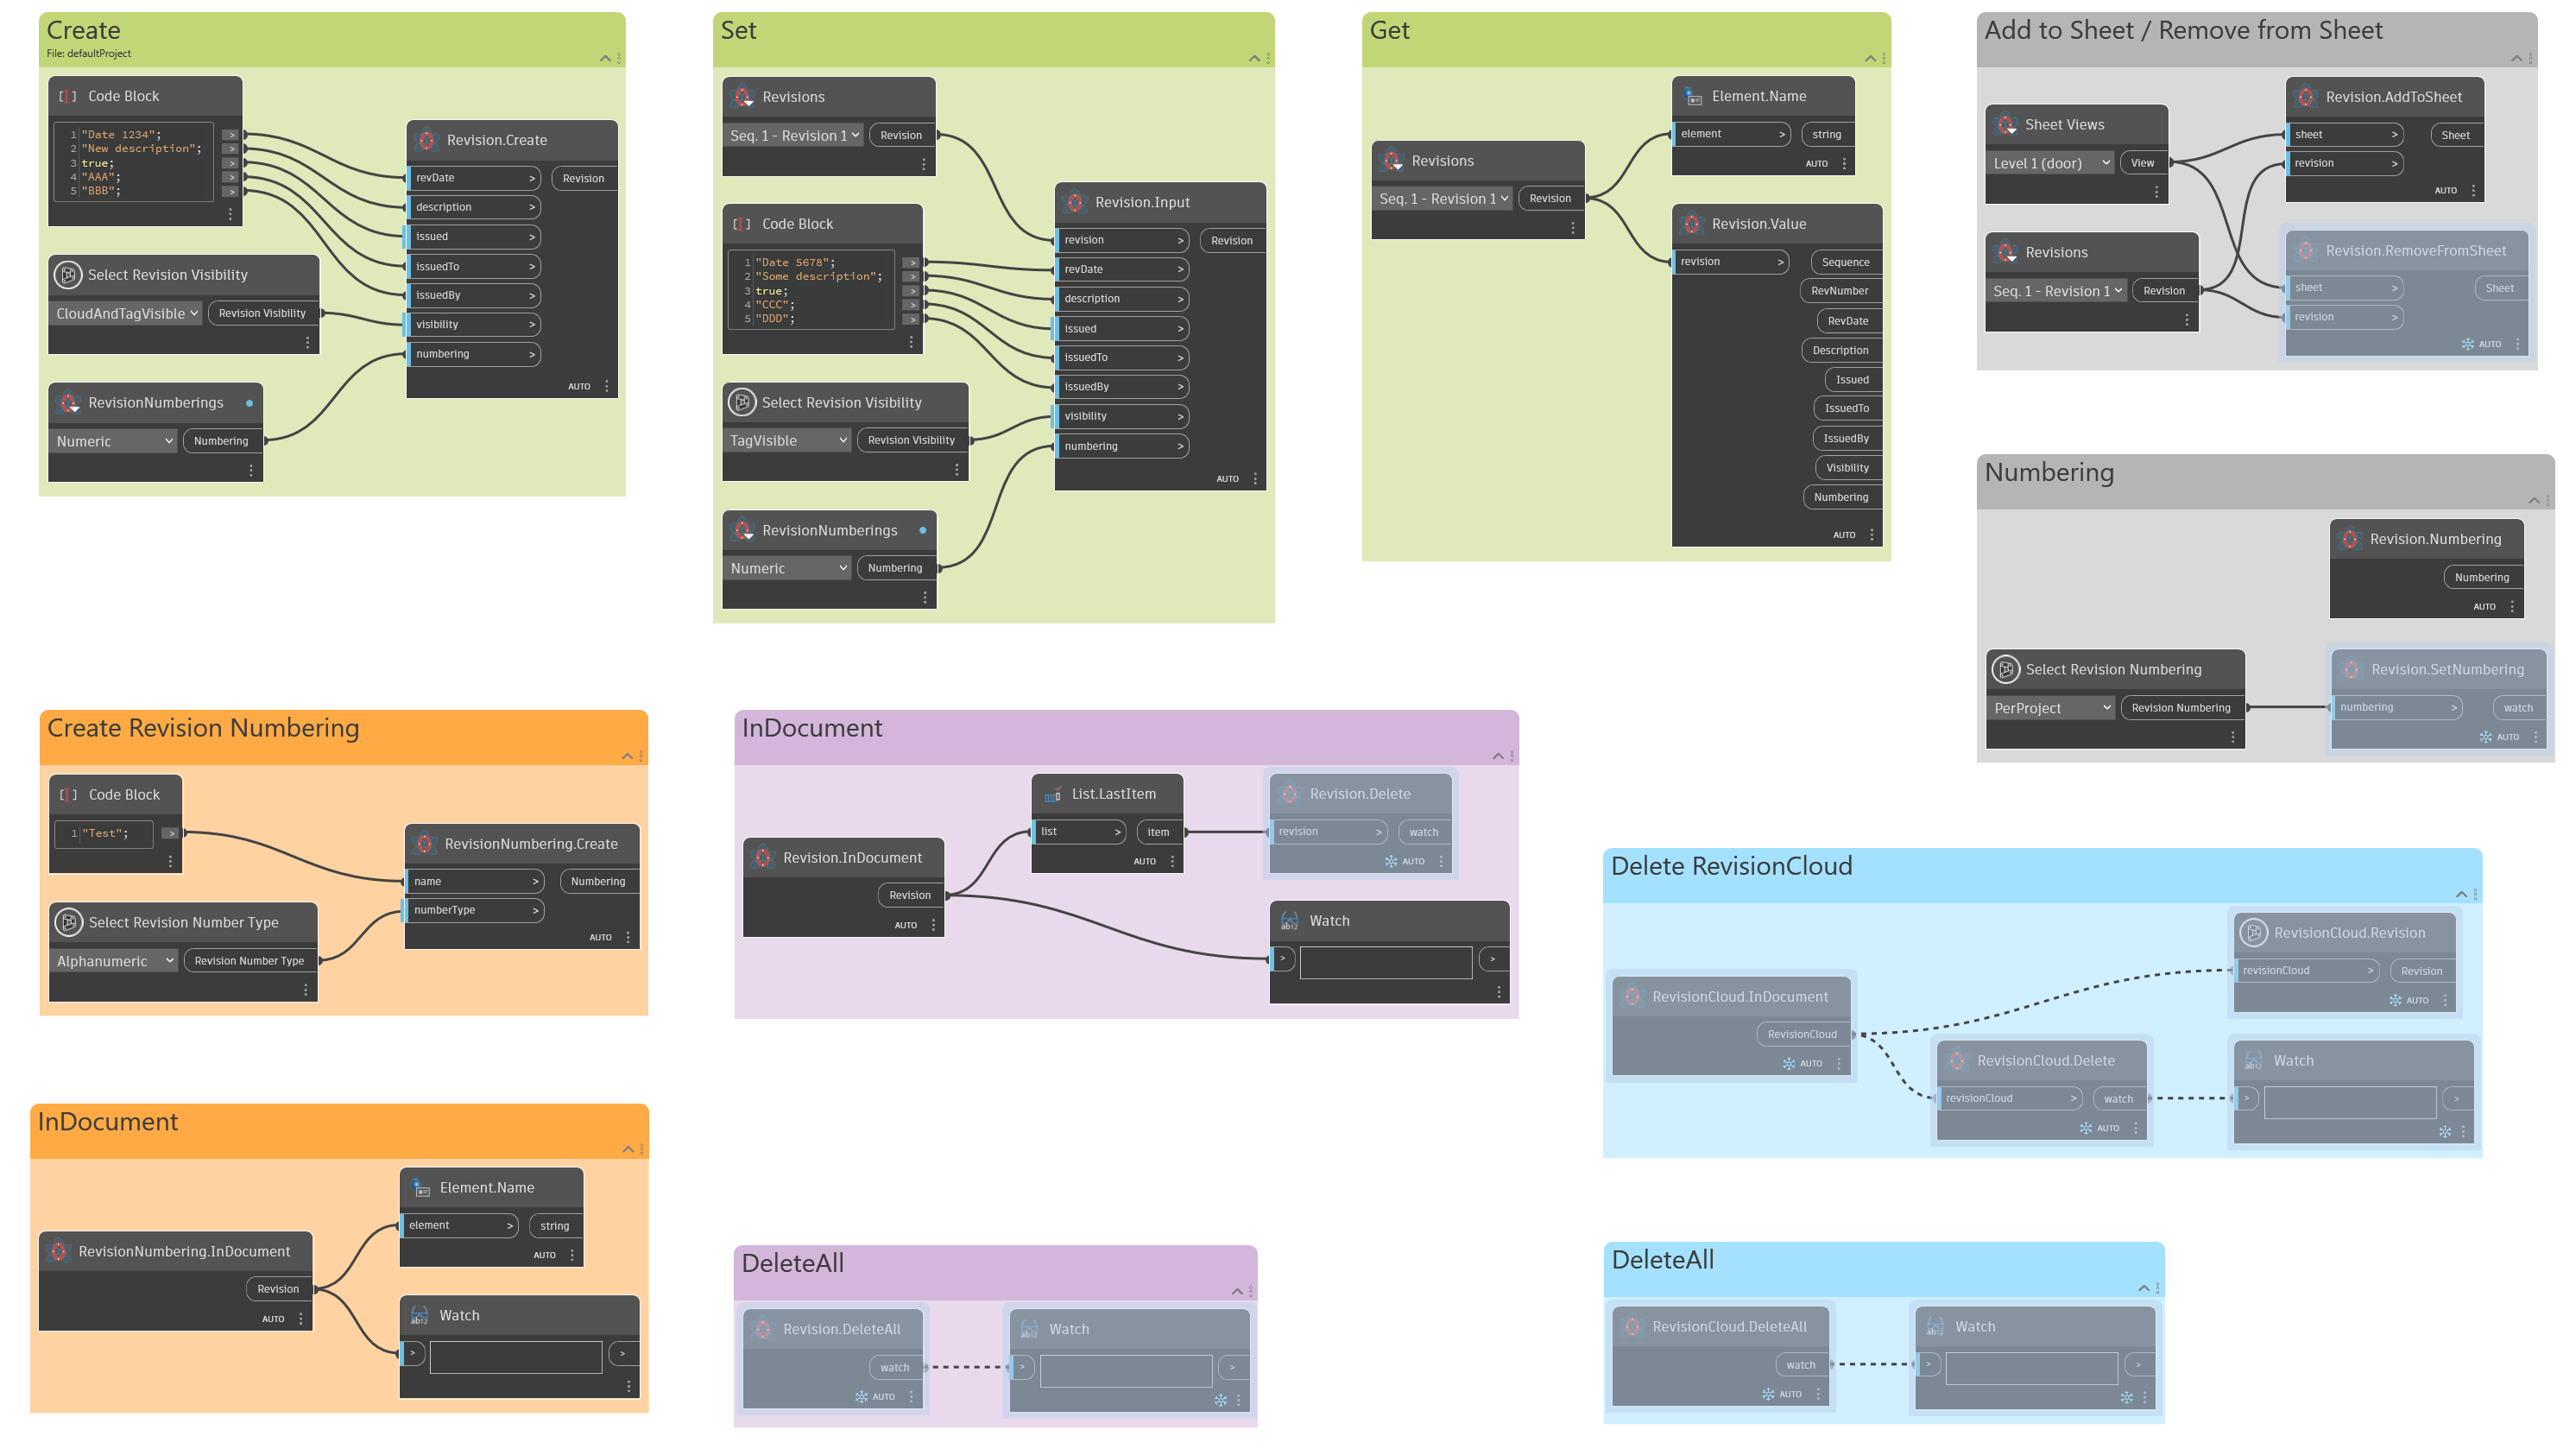 Create
File: defaultProject
Code Block
1 "Date 1234";
2 "New description";
3 true;
4 "AAA";
5 "BBB";
>
>
>
>
>
Revision.Create
revDate >
Revision
description >
issued >
issuedTo >
issuedBy >
visibility >
numbering >
AUTO
Select Revision Visibility
CloudAndTagVisible
Revision Visibility
RevisionNumberings
Numeric
Numbering
Set
Revisions
Seq. 1 - Revision 1
Revision
Code Block
1 "Date 5678";
2 "Some description";
3 true;
4 "CCC";
5 "DDD";
>
>
>
>
>
Revision.Input
revision >
Revision
revDate >
description >
issued >
issuedTo >
issuedBy >
visibility >
numbering >
AUTO
Select Revision Visibility
TagVisible
Revision Visibility
RevisionNumberings
Numeric
Numbering
Get
Revisions
Seq. 1 - Revision 1
Revision
Element.Name
element >
string
AUTO
Revision.Value
revision >
Sequence
RevNumber
RevDate
Description
Issued
IssuedTo
IssuedBy
Visibility
Numbering
AUTO
Add to Sheet / Remove from Sheet
Sheet Views
Level 1 (door)
View
Revisions
Seq. 1 - Revision 1
Revision
Revision.AddToSheet
sheet >
Sheet
revision >
AUTO
Revision.RemoveFromSheet
sheet >
Sheet
revision >
AUTO
Numbering
Revision.Numbering
Numbering
AUTO
Select Revision Numbering
PerProject
Revision Numbering
Revision.SetNumbering
numbering >
watch
AUTO
Create Revision Numbering
Code Block
1 "Test";
>
RevisionNumbering.Create
name >
Numbering
numberType >
AUTO
Select Revision Number Type
Alphanumeric
Revision Number Type
InDocument
Revision.InDocument
Revision
AUTO
List.LastItem
list >
item
AUTO
Revision.Delete
revision >
watch
AUTO
Watch
>
>
Delete RevisionCloud
RevisionCloud.InDocument
RevisionCloud
AUTO
RevisionCloud.Revision
revisionCloud >
Revision
AUTO
RevisionCloud.Delete
revisionCloud >
watch
AUTO
Watch
>
>
InDocument
RevisionNumbering.InDocument
Revision
AUTO
Element.Name
element >
string
AUTO
Watch
>
>
DeleteAll
Revision.DeleteAll
watch
AUTO
Watch
>
>
DeleteAll
RevisionCloud.DeleteAll
watch
AUTO
Watch
>
>